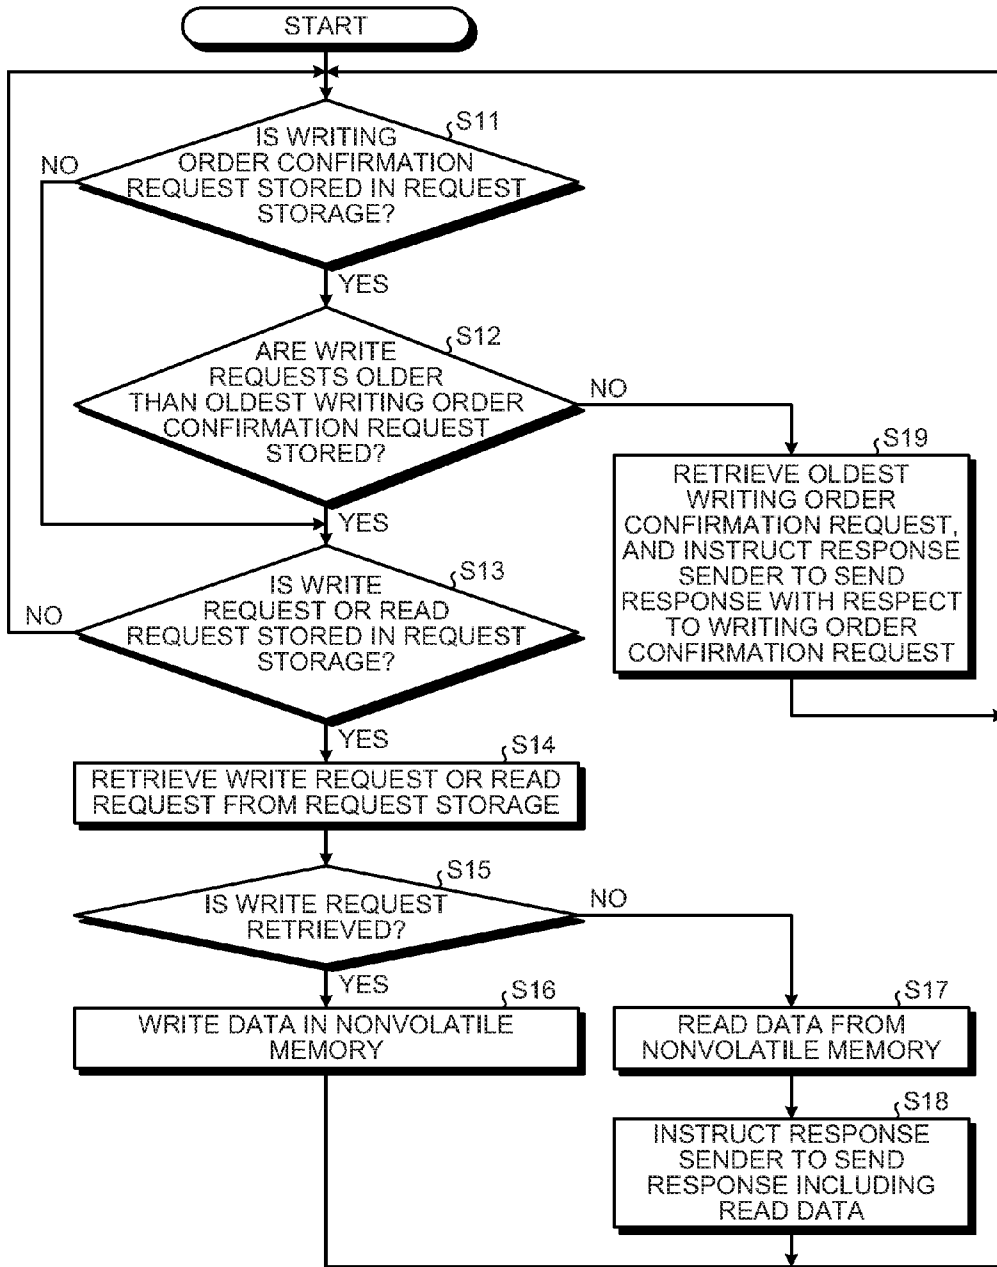 START
S11
IS WRITING
ORDER CONFIRMATION
REQUEST STORED IN REQUEST
STORAGE?
NO
YES
S12
ARE WRITE
REQUESTS OLDER
THAN OLDEST WRITING ORDER
CONFIRMATION REQUEST
STORED?
NO
YES
S19
RETRIEVE OLDEST
WRITING ORDER
CONFIRMATION REQUEST,
AND INSTRUCT RESPONSE
SENDER TO SEND
RESPONSE WITH RESPECT
TO WRITING ORDER
CONFIRMATION REQUEST
S13
IS WRITE
REQUEST OR READ
REQUEST STORED IN REQUEST
STORAGE?
NO
YES
S14
RETRIEVE WRITE REQUEST OR READ
REQUEST FROM REQUEST STORAGE
S15
IS WRITE REQUEST
RETRIEVED?
NO
YES
S16
WRITE DATA IN NONVOLATILE
MEMORY
S17
READ DATA FROM
NONVOLATILE MEMORY
S18
INSTRUCT RESPONSE
SENDER TO SEND
RESPONSE INCLUDING
READ DATA